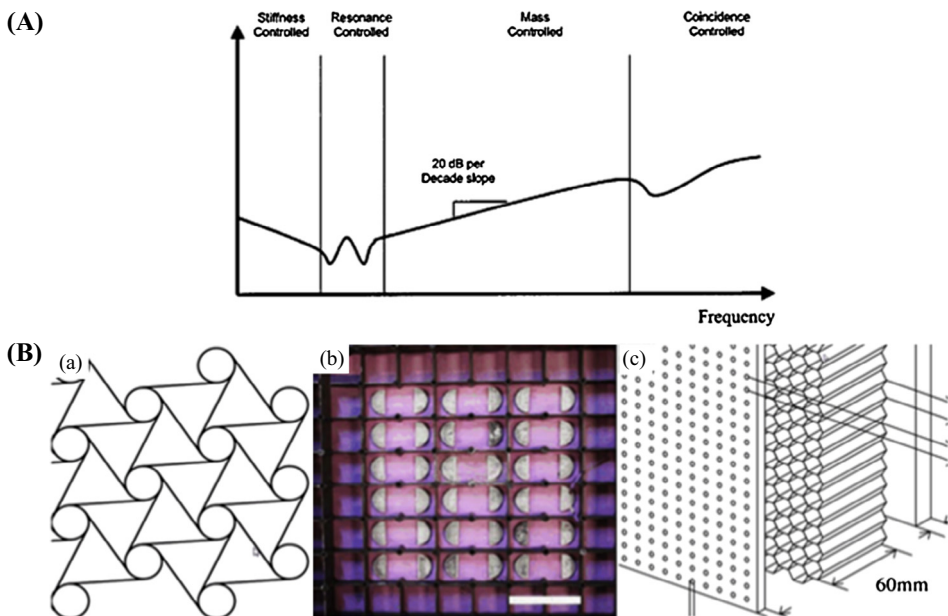 (A)
Stiffness
Controlled
Resonance
Controlled
Mass
Controlled
Coincidence
Controlled
20 dB per
Decade slope
Frequency
(B)
(a)
(b)
(c)
60mm